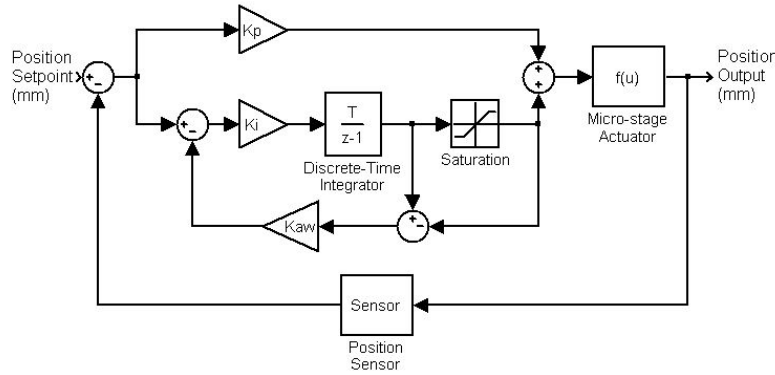 Kp
Position
Setpoint
(mm)
+
-
+
+
f(u)
Position
Output
(mm)
Micro-stage
Actuator
+
-
Ki
T
z-1
Discrete-Time
Integrator
Saturation
Kaw
+
-
Sensor
Position
Sensor